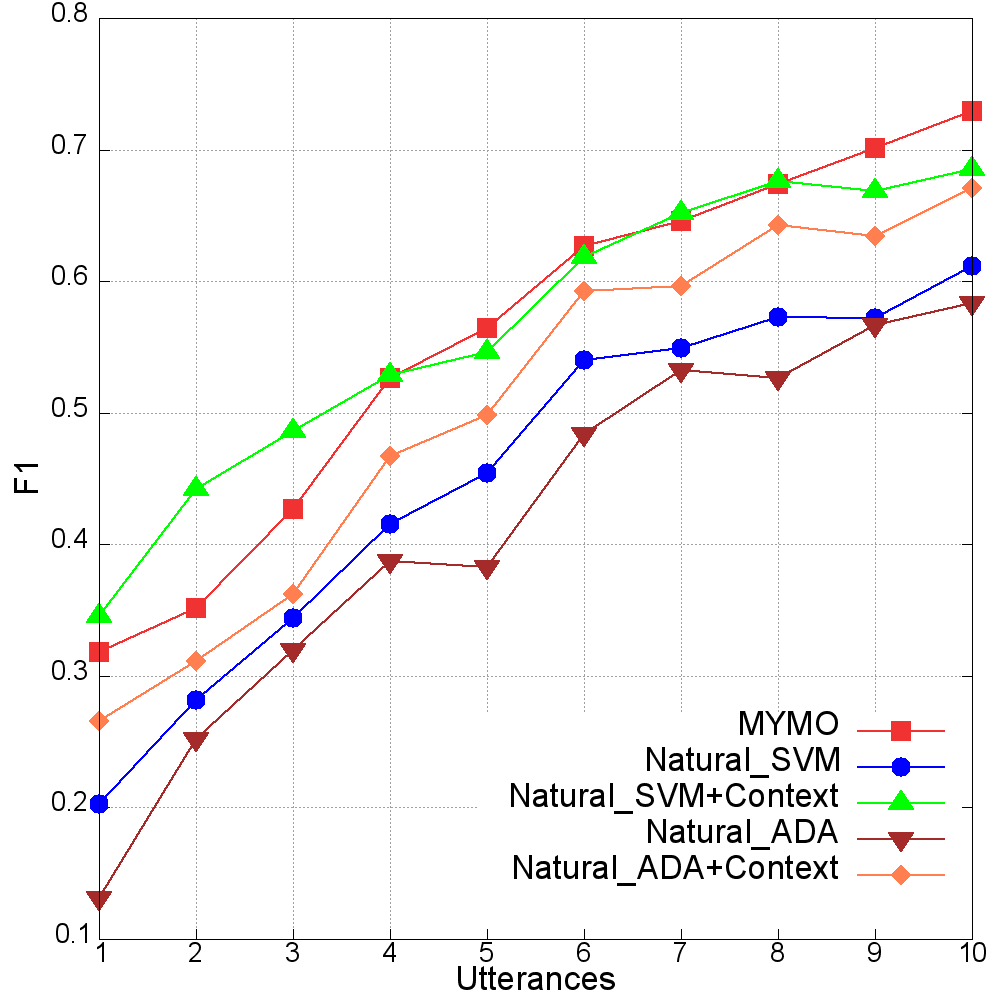 0.8
0.7
0.6
0.5
0.4
0.3
0.2
0.1
F1
MYMO
Natural_SVM
Natural_SVM+Context
Natural_ADA
Natural_ADA+Context
1 2 3 4 5 6 7 8 9 10
Utterances